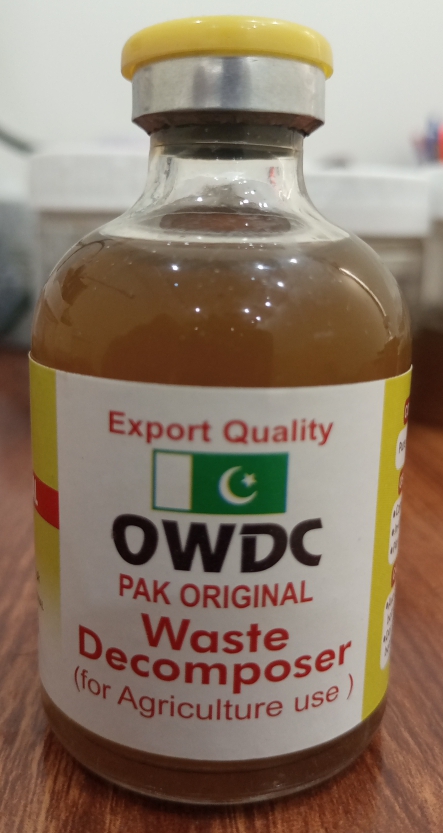 Export Quality
OWDC
PAK ORIGINAL
Waste
Decomposer
(for Agriculture use )